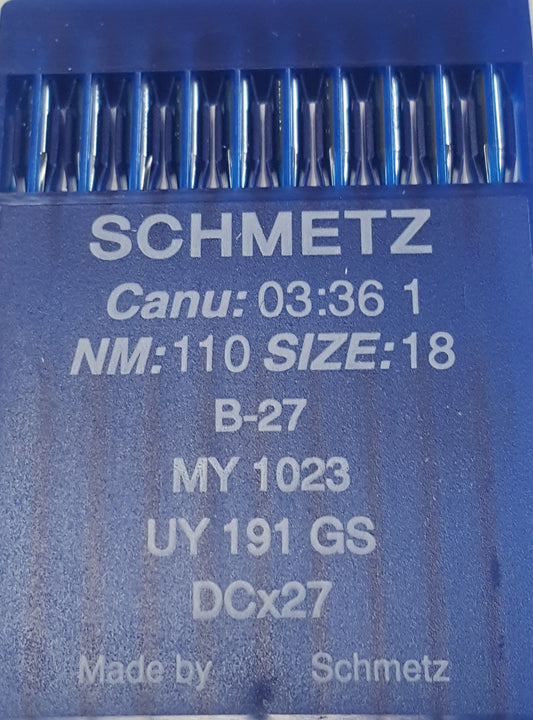 SCHMETZ
Canu: 03:36 1
NM:110 SIZE:18
B-27
MY 1023
UY 191 GS
DCx27
Made by Schmetz